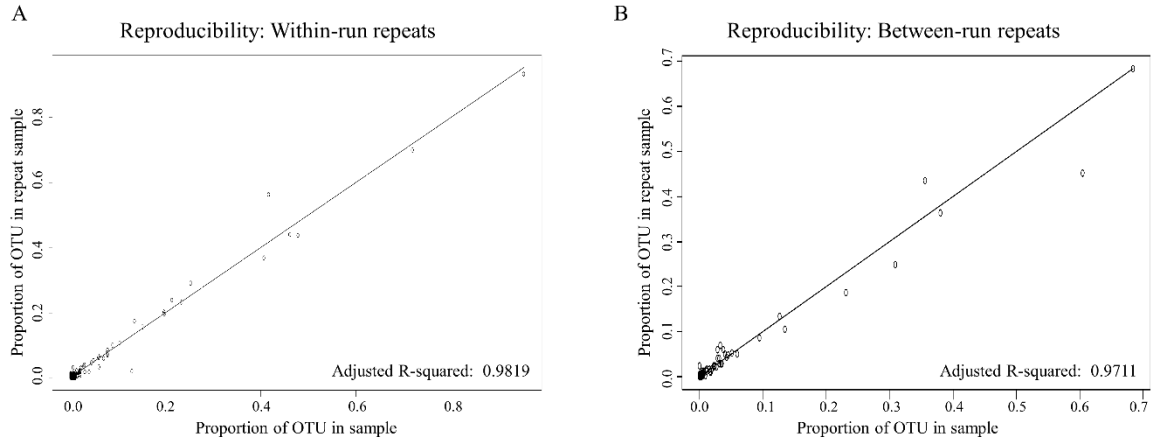 A
Reproducibility: Within-run repeats
Proportion of OTU in repeat sample
0.8
0.6
0.4
0.2
0.0
Adjusted R-squared: 0.9819
0.0 0.2 0.4 0.6 0.8
Proportion of OTU in sample
B
Reproducibility: Between-run repeats
Proportion of OTU in repeat sample
0.7
0.6
0.5
0.4
0.3
0.2
0.1
0.0
Adjusted R-squared: 0.9711
0.0 0.1 0.2 0.3 0.4 0.5 0.6 0.7
Proportion of OTU in sample